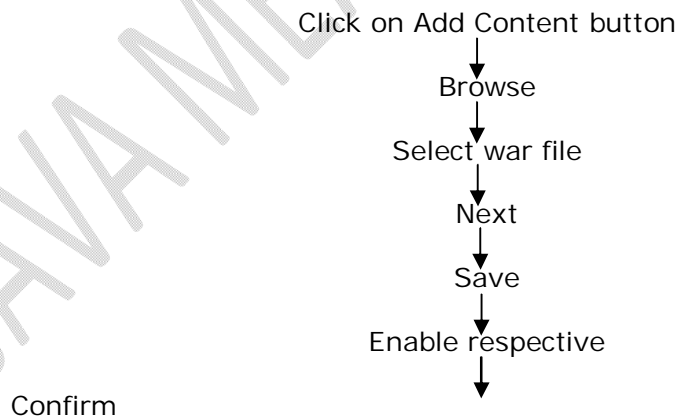 Click on Add Content button
Browse
Select war file
Next
Save
Enable respective
Confirm